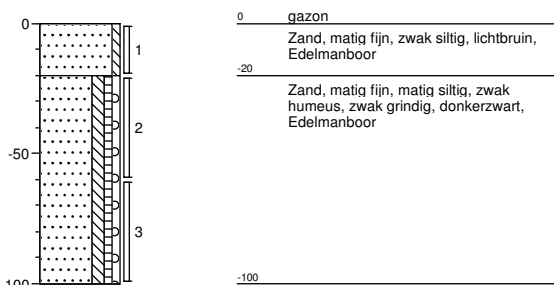 0
gazon
0
Zand, matig fijn, zwak siltig, lichtbruin,
Edelmanboor
1
-20
Zand, matig fijn, matig siltig, zwak
humeus, zwak grindig, donkerzwart,
Edelmanboor
2
-50
3
-100
-100